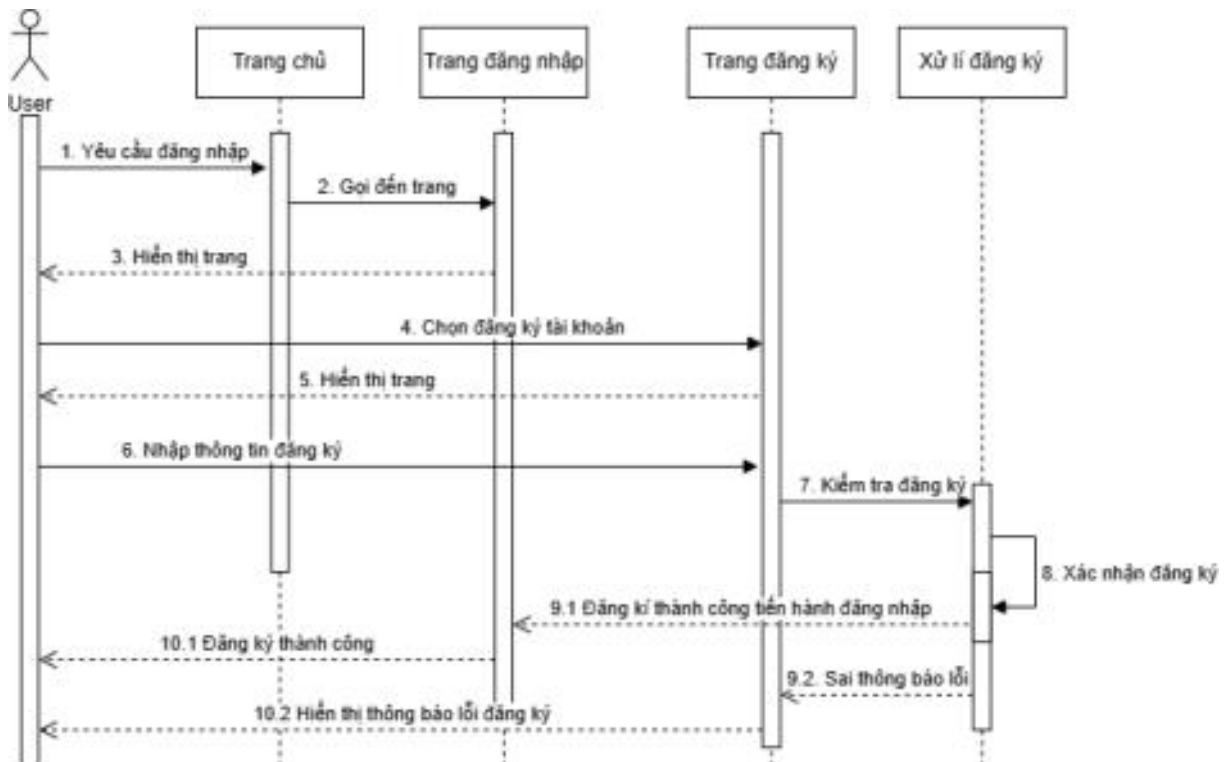 User
Trang chủ
Trang đăng nhập
Trang đăng ký
Xử lí đăng ký
1. Yêu cầu đăng nhập
2. Gọi đến trang
3. Hiển thị trang
4. Chọn đăng ký tài khoản
5. Hiển thị trang
6. Nhập thông tin đăng ký
7. Kiểm tra đăng ký
8. Xác nhận đăng ký
9.1 Đăng kí thành công tiến hành đăng nhập
10.1 Đăng ký thành công
9.2. Sai thông báo lỗi
10.2 Hiển thị thông báo lỗi đăng ký